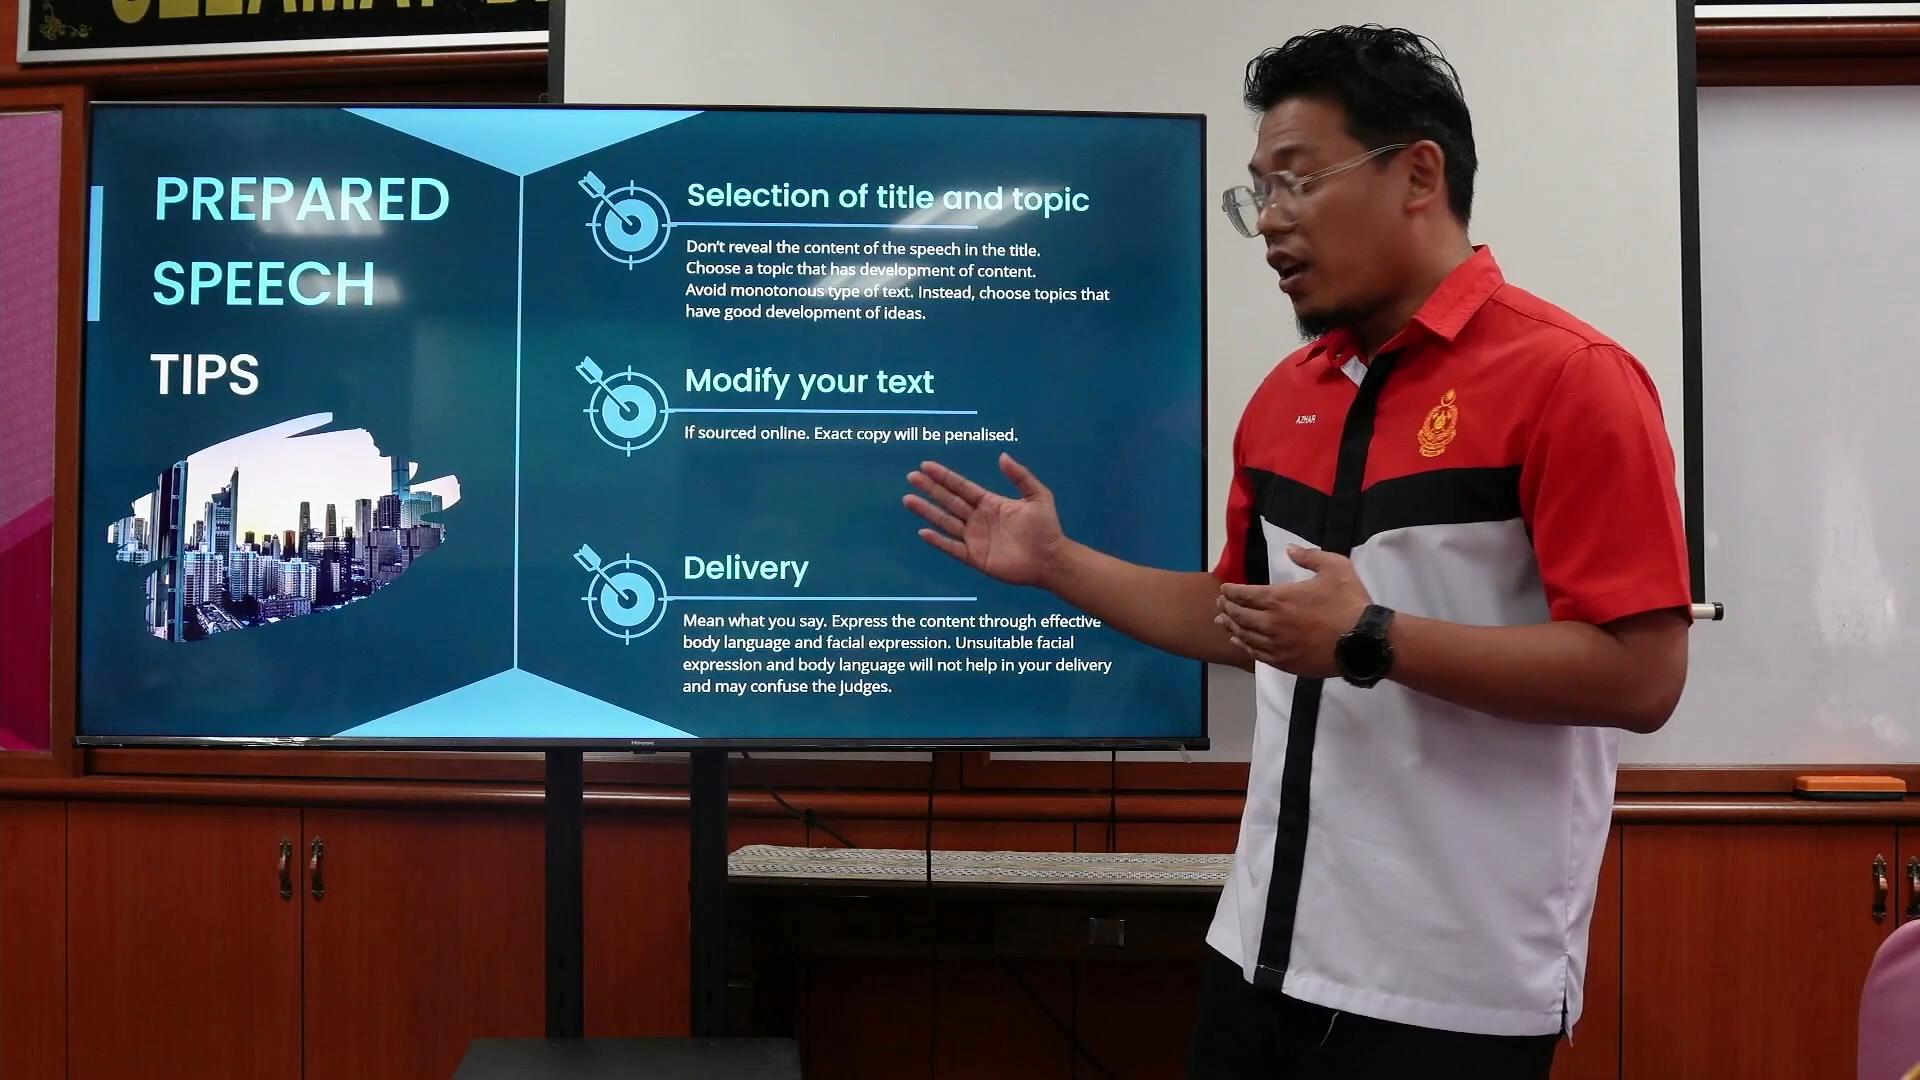 PREPARED
SPEECH
TIPS
Selection of title and topic
Don't reveal the content of the speech in the title.
Choose a topic that has development of content.
Avoid monotonous type of text. Instead, choose topics that
have good development of ideas.
Modify your text
If sourced online. Exact copy will be penalised.
Delivery
Mean what you say. Express the content through effective
body language and facial expression. Unsuitable facial
expression and body language will not help in your delivery
and may confuse the judges.
Hisense
AZHAR